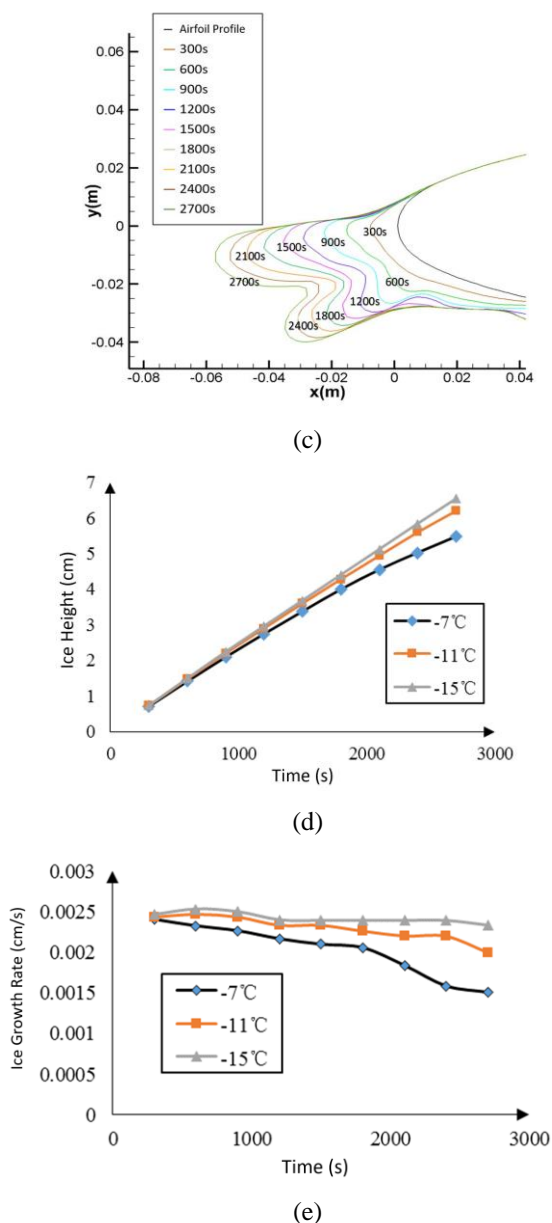 Airfoil Profile
300s
600s
900s
1200s
1500s
1800s
2100s
2400s
2700s
0.06
0.04
0.02
0
-0.02
-0.04
y(m)
300s
900s
1500s
2100s
2700s
600s
1200s
1800s
2400s
-0.08 -0.06 -0.04 -0.02 0 0.02 0.04
x(m)
(c)
7
6
5
4
3
2
1
0
Ice Height (cm)
-7℃
-11℃
-15℃
0 1000 2000 3000
Time (s)
(d)
0.003
0.0025
0.002
0.0015
0.001
0.0005
0
Ice Growth Rate (cm/s)
-7℃
-11℃
-15℃
0 1000 2000 3000
Time (s)
(e)